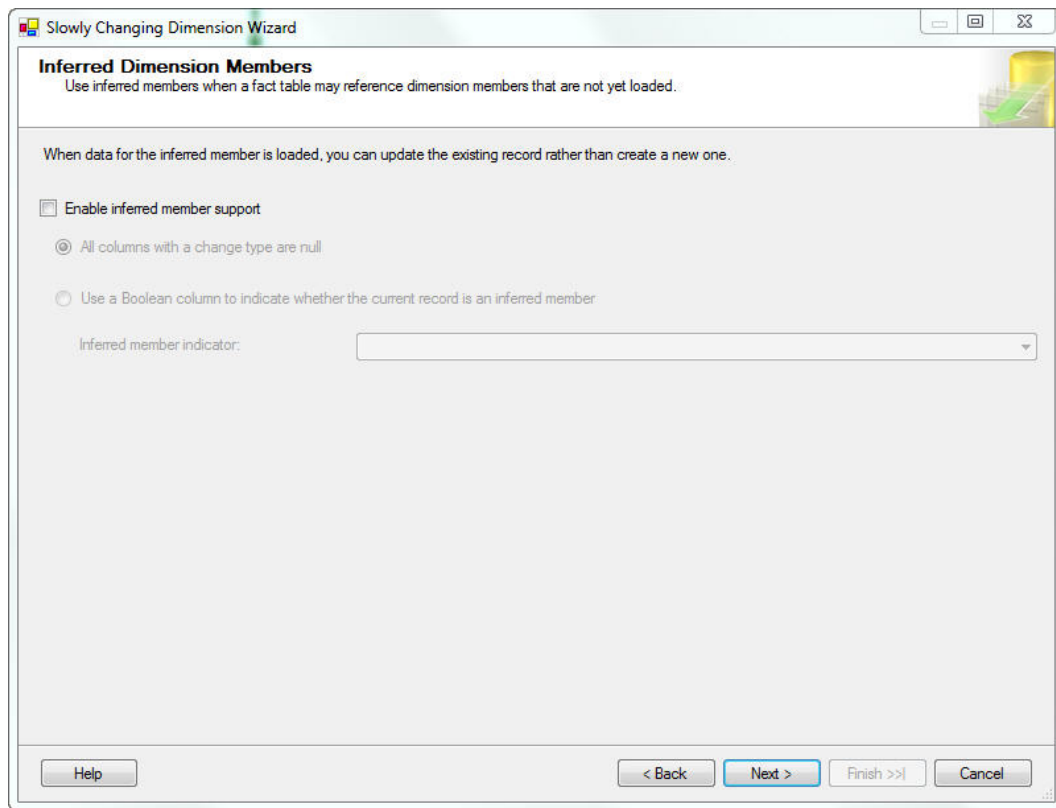 Slowly Changing Dimension Wizard
Inferred Dimension Members
Use inferred members when a fact table may reference dimension members that are not yet loaded.
When data for the inferred member is loaded, you can update the existing record rather than create a new one.
Enable inferred member support
All columns with a change type are null
Use a Boolean column to indicate whether the current record is an inferred member
Inferred member indicator:
Help < Back Next > Finish >>| Cancel